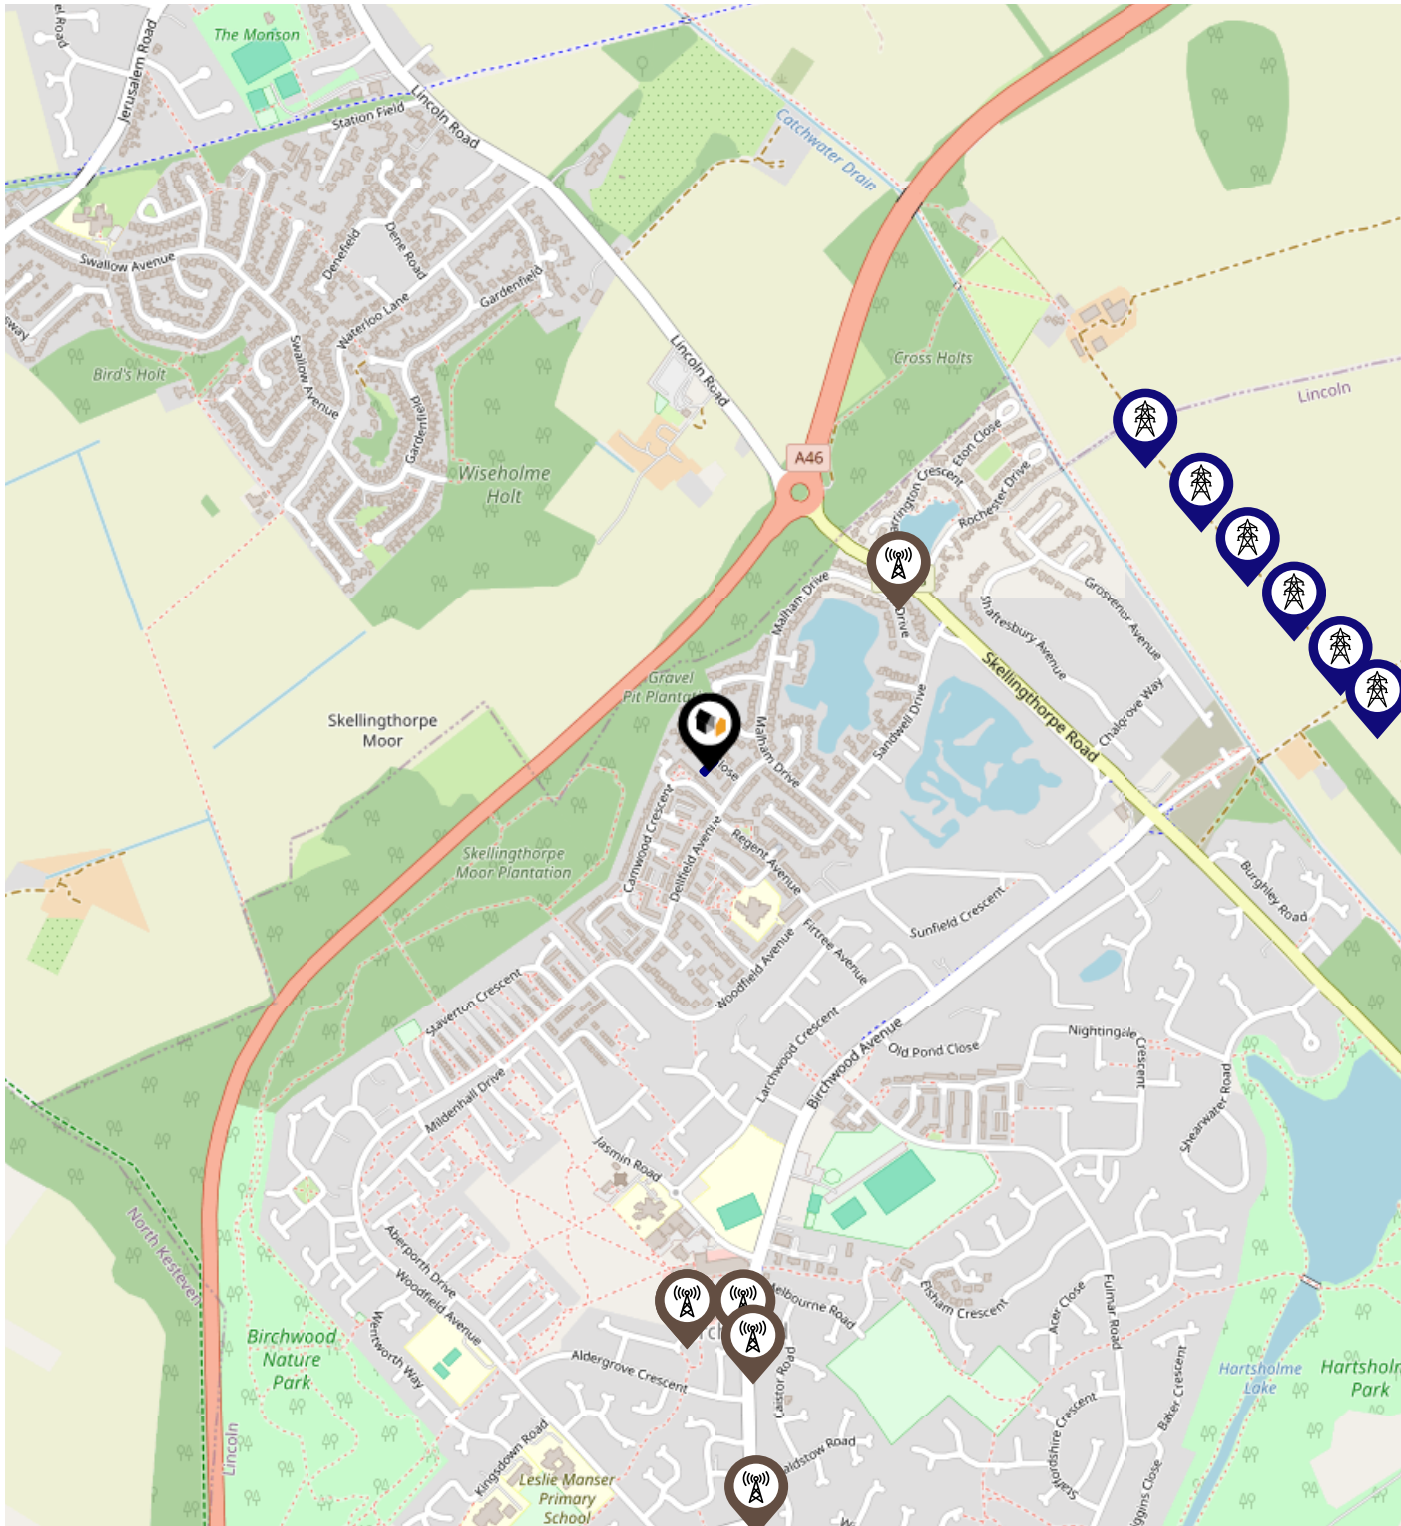 The Monson
Jerusalem Road
Station Field
Lincoln Road
Catchwater Drain
Swallow Avenue
Denefield
Dene Road
Gardenfield
Waterloo Lane
Bird's Holt
Swallow Avenue
Gardenfield
Lincoln Road
Cross Holts
Lincoln
A46
Wiseholme
Holt
Eton Close
Rochester Drive
Malham Drive
Drive
Grosvenor Avenue
Shaftesbury Avenue
Skellingthorpe Road
Gravel
Skellingthorpe
Moor
Sandwell Drive
Chalgrove Way
Malham Drive
Carnwood Crescent
Dellfield Avenue
Regent Avenue
Skellingthorpe
Moor Plantation
Burghley Road
Sunfield Crescent
Firtree Avenue
Woodfield Avenue
Staverton Crescent
Larchwood Crescent
Birchwood Avenue
Old Pond Close
Nightingale
Crescent
Mildenhall Drive
Shearwater Road
Jasmin Road
North Kesteven
Aberporth Drive
Woodfield Avenue
Melbourne Road
Elsham Crescent
Acer Close
Fulmar Road
Birchwood
Nature
Park
Wentworth Way
Aldergrove Crescent
Hartsholme
Lake
Park
Baker Crescent
Staffordshire Crescent
Lincoln
Kingsdown Road
Leslie Manser
Primary
School